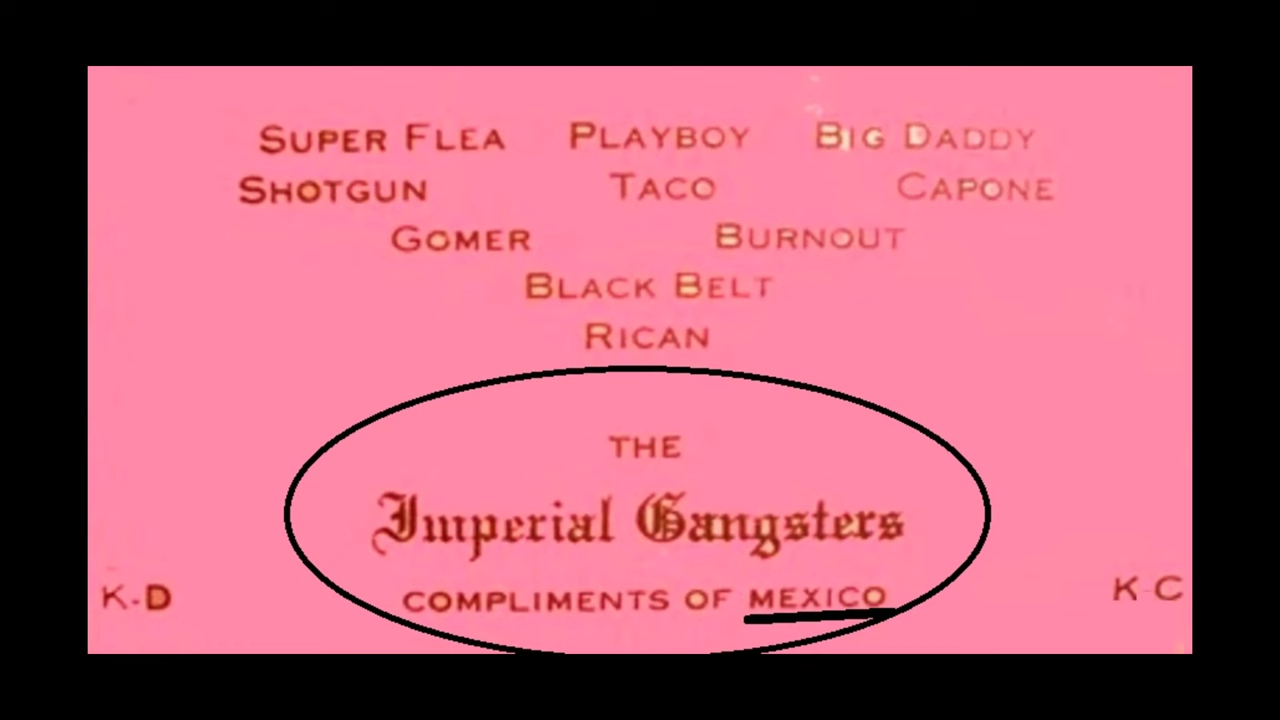 SUPER FLEA PLAYBOY BIG DADDY
SHOTGUN TACO CAPONE
GOMER BURNOUT
BLACK BELT
RICAN
THE
Imperial Gangsters
K-D COMPLIMENTS OF MEXICO K-C